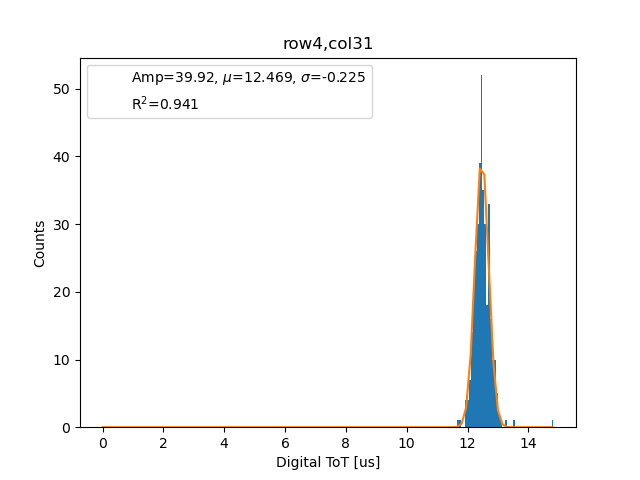 row4,col31
Amp=39.92, μ=12.469, σ=-0.225
R²=0.941
50
40
30
20
10
0
Counts
0 2 4 6 8 10 12 14
Digital ToT [us]